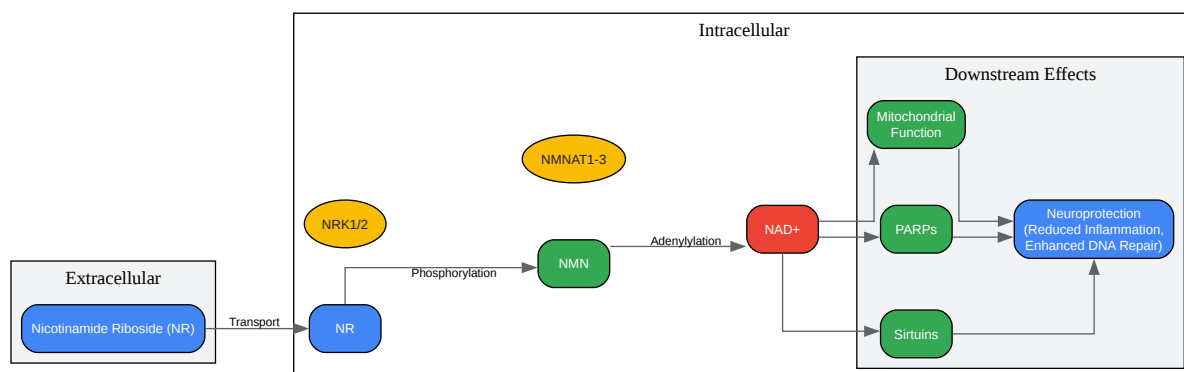 Intracellular
Downstream Effects
Mitochondrial
Function
NMNAT1-3
NRK1/2
NAD+
PARPs
Neuroprotection
(Reduced Inflammation,
Enhanced DNA Repair)
Adenylylation
NMN
Phosphorylation
Extracellular
Nicotinamide Riboside (NR)
Transport
NR
Sirtuins